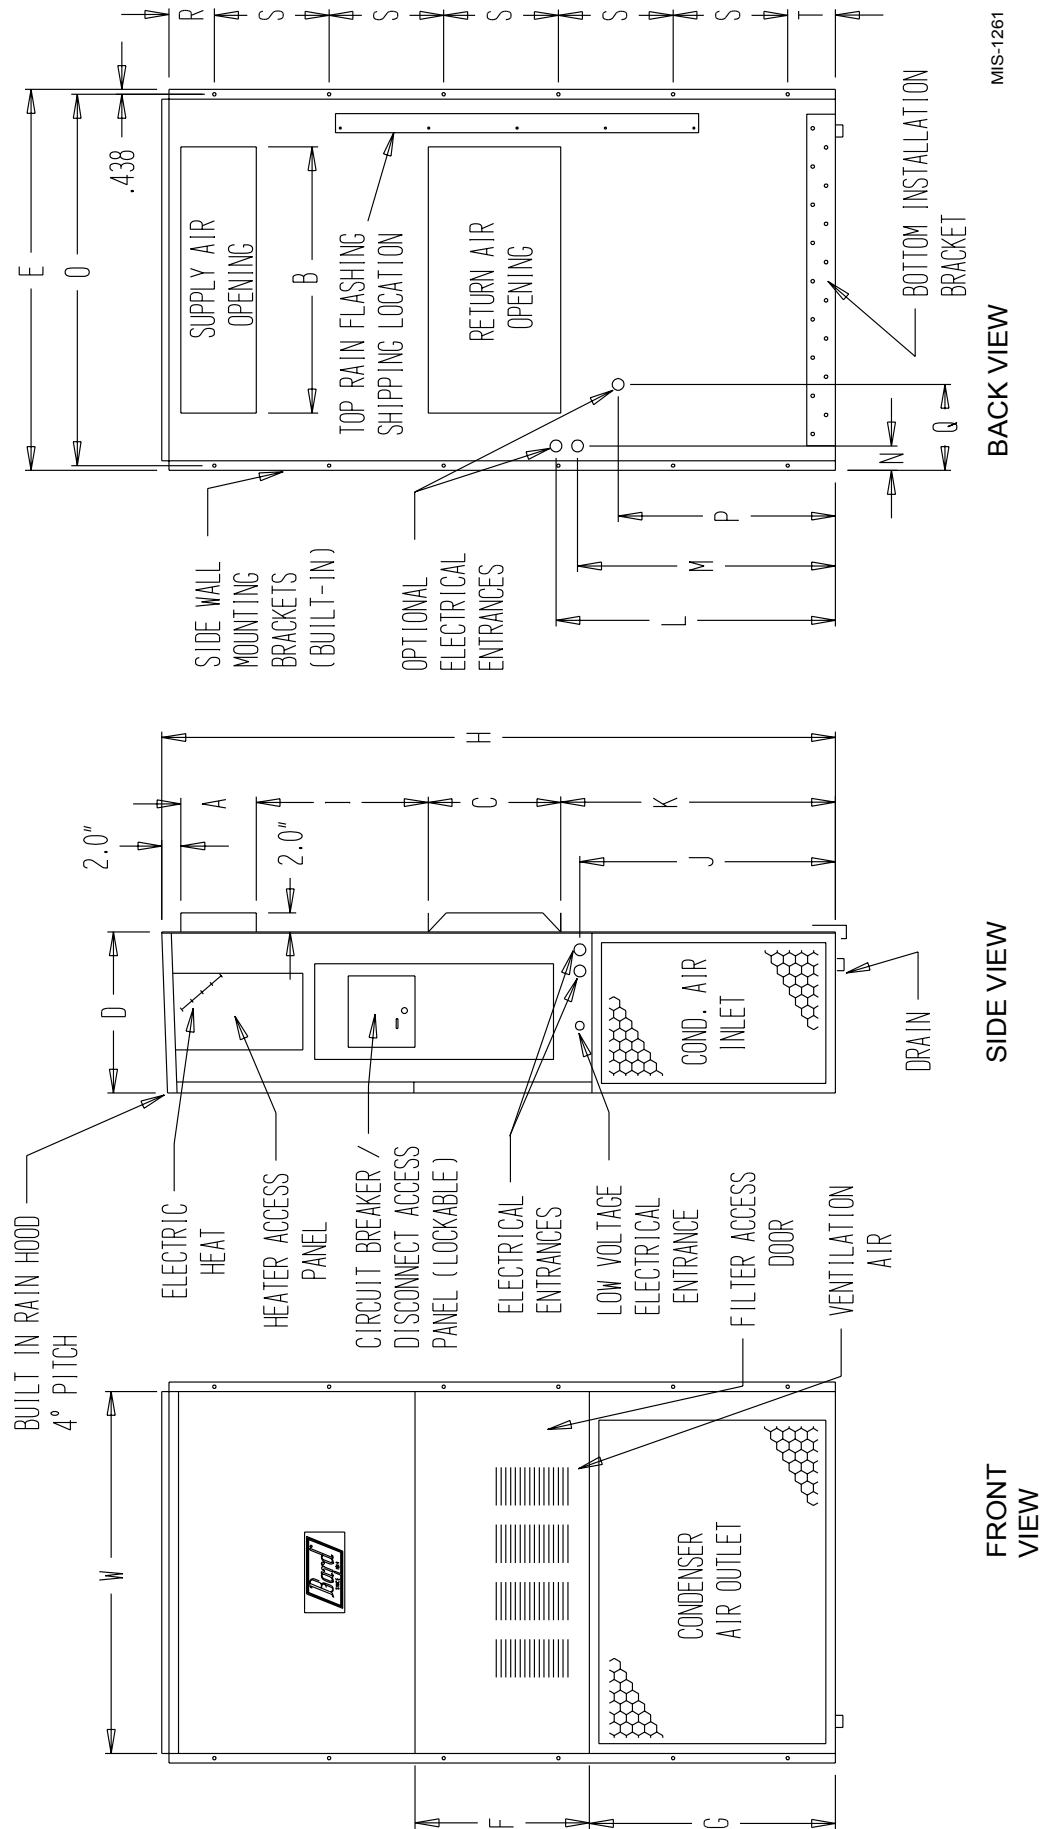 FRONT
VIEW
W
F
G
Bard
CONDENSER
AIR OUTLET
BUILT IN RAIN HOOD
4° PITCH
ELECTRIC
HEAT
HEATER ACCESS
PANEL
CIRCUIT BREAKER /
DISCONNECT ACCESS
PANEL (LOCKABLE)
ELECTRICAL
ENTRANCES
LOW VOLTAGE
ELECTRICAL
ENTRANCE
FILTER ACCESS
DOOR
VENTILATION
AIR
SIDE VIEW
D
2.0"
A
2.0"
I
C
K
J
H
COND. AIR
INLET
DRAIN
BACK VIEW
E
O
.438
SUPPLY AIR
OPENING
B
TOP RAIN FLASHING
SHIPPING LOCATION
RETURN AIR
OPENING
SIDE WALL
MOUNTING
BRACKETS
(BUILT-IN)
OPTIONAL
ELECTRICAL
ENTRANCES
L
M
P
N
Q
BOTTOM INSTALLATION
BRACKET
R
S
S
S
S
S
T
MIS-1261